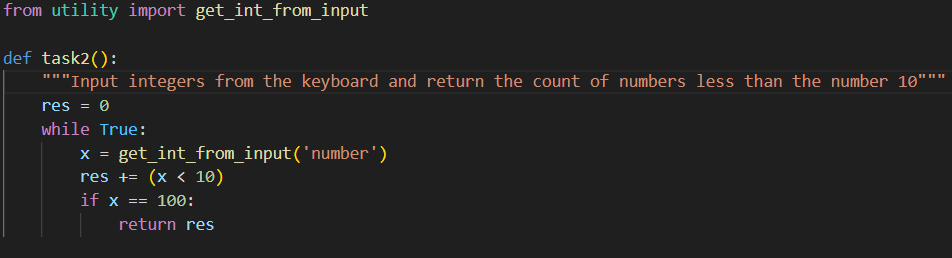 from utility import get_int_from_input

def task2():
    """Input integers from the keyboard and return the count of numbers less than the number 10"""
    res = 0
    while True:
        x = get_int_from_input('number')
        res += (x < 10)
        if x == 100:
            return res